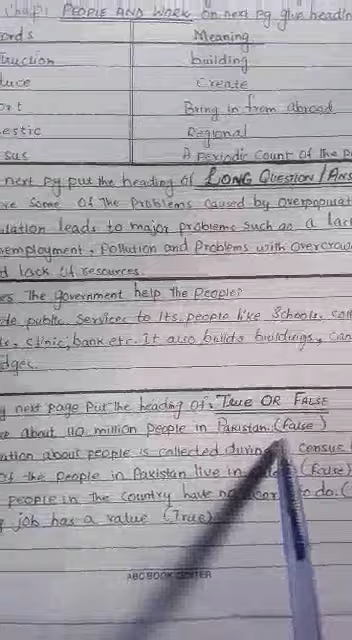 Chap: PEOPLE AND WORK on next pg give headin
ords Meaning
truction building
duce Create
ort Bring in from abroad
estic Regional
sus A periodic count of the p
next pg put the heading of LONG QUESTION/ANS
re some of the problems caused by overpopulat
ulation leads to major problems such as a lack
nemployment, Pollution and Problems with overcrow
d lack of resources.
es the government help the people?
de public services to its people like Schools, coll
clinic, bank etc. It also builds buildings, can
dges.
next page Put the heading of: True OR FALSE
about 110 million people in Pakistan. (False)
ation about people is collected during census
of the people in Pakistan live in (False)
people in the country have no to do. (
job has a value (True)
ABC BOOK CENTER